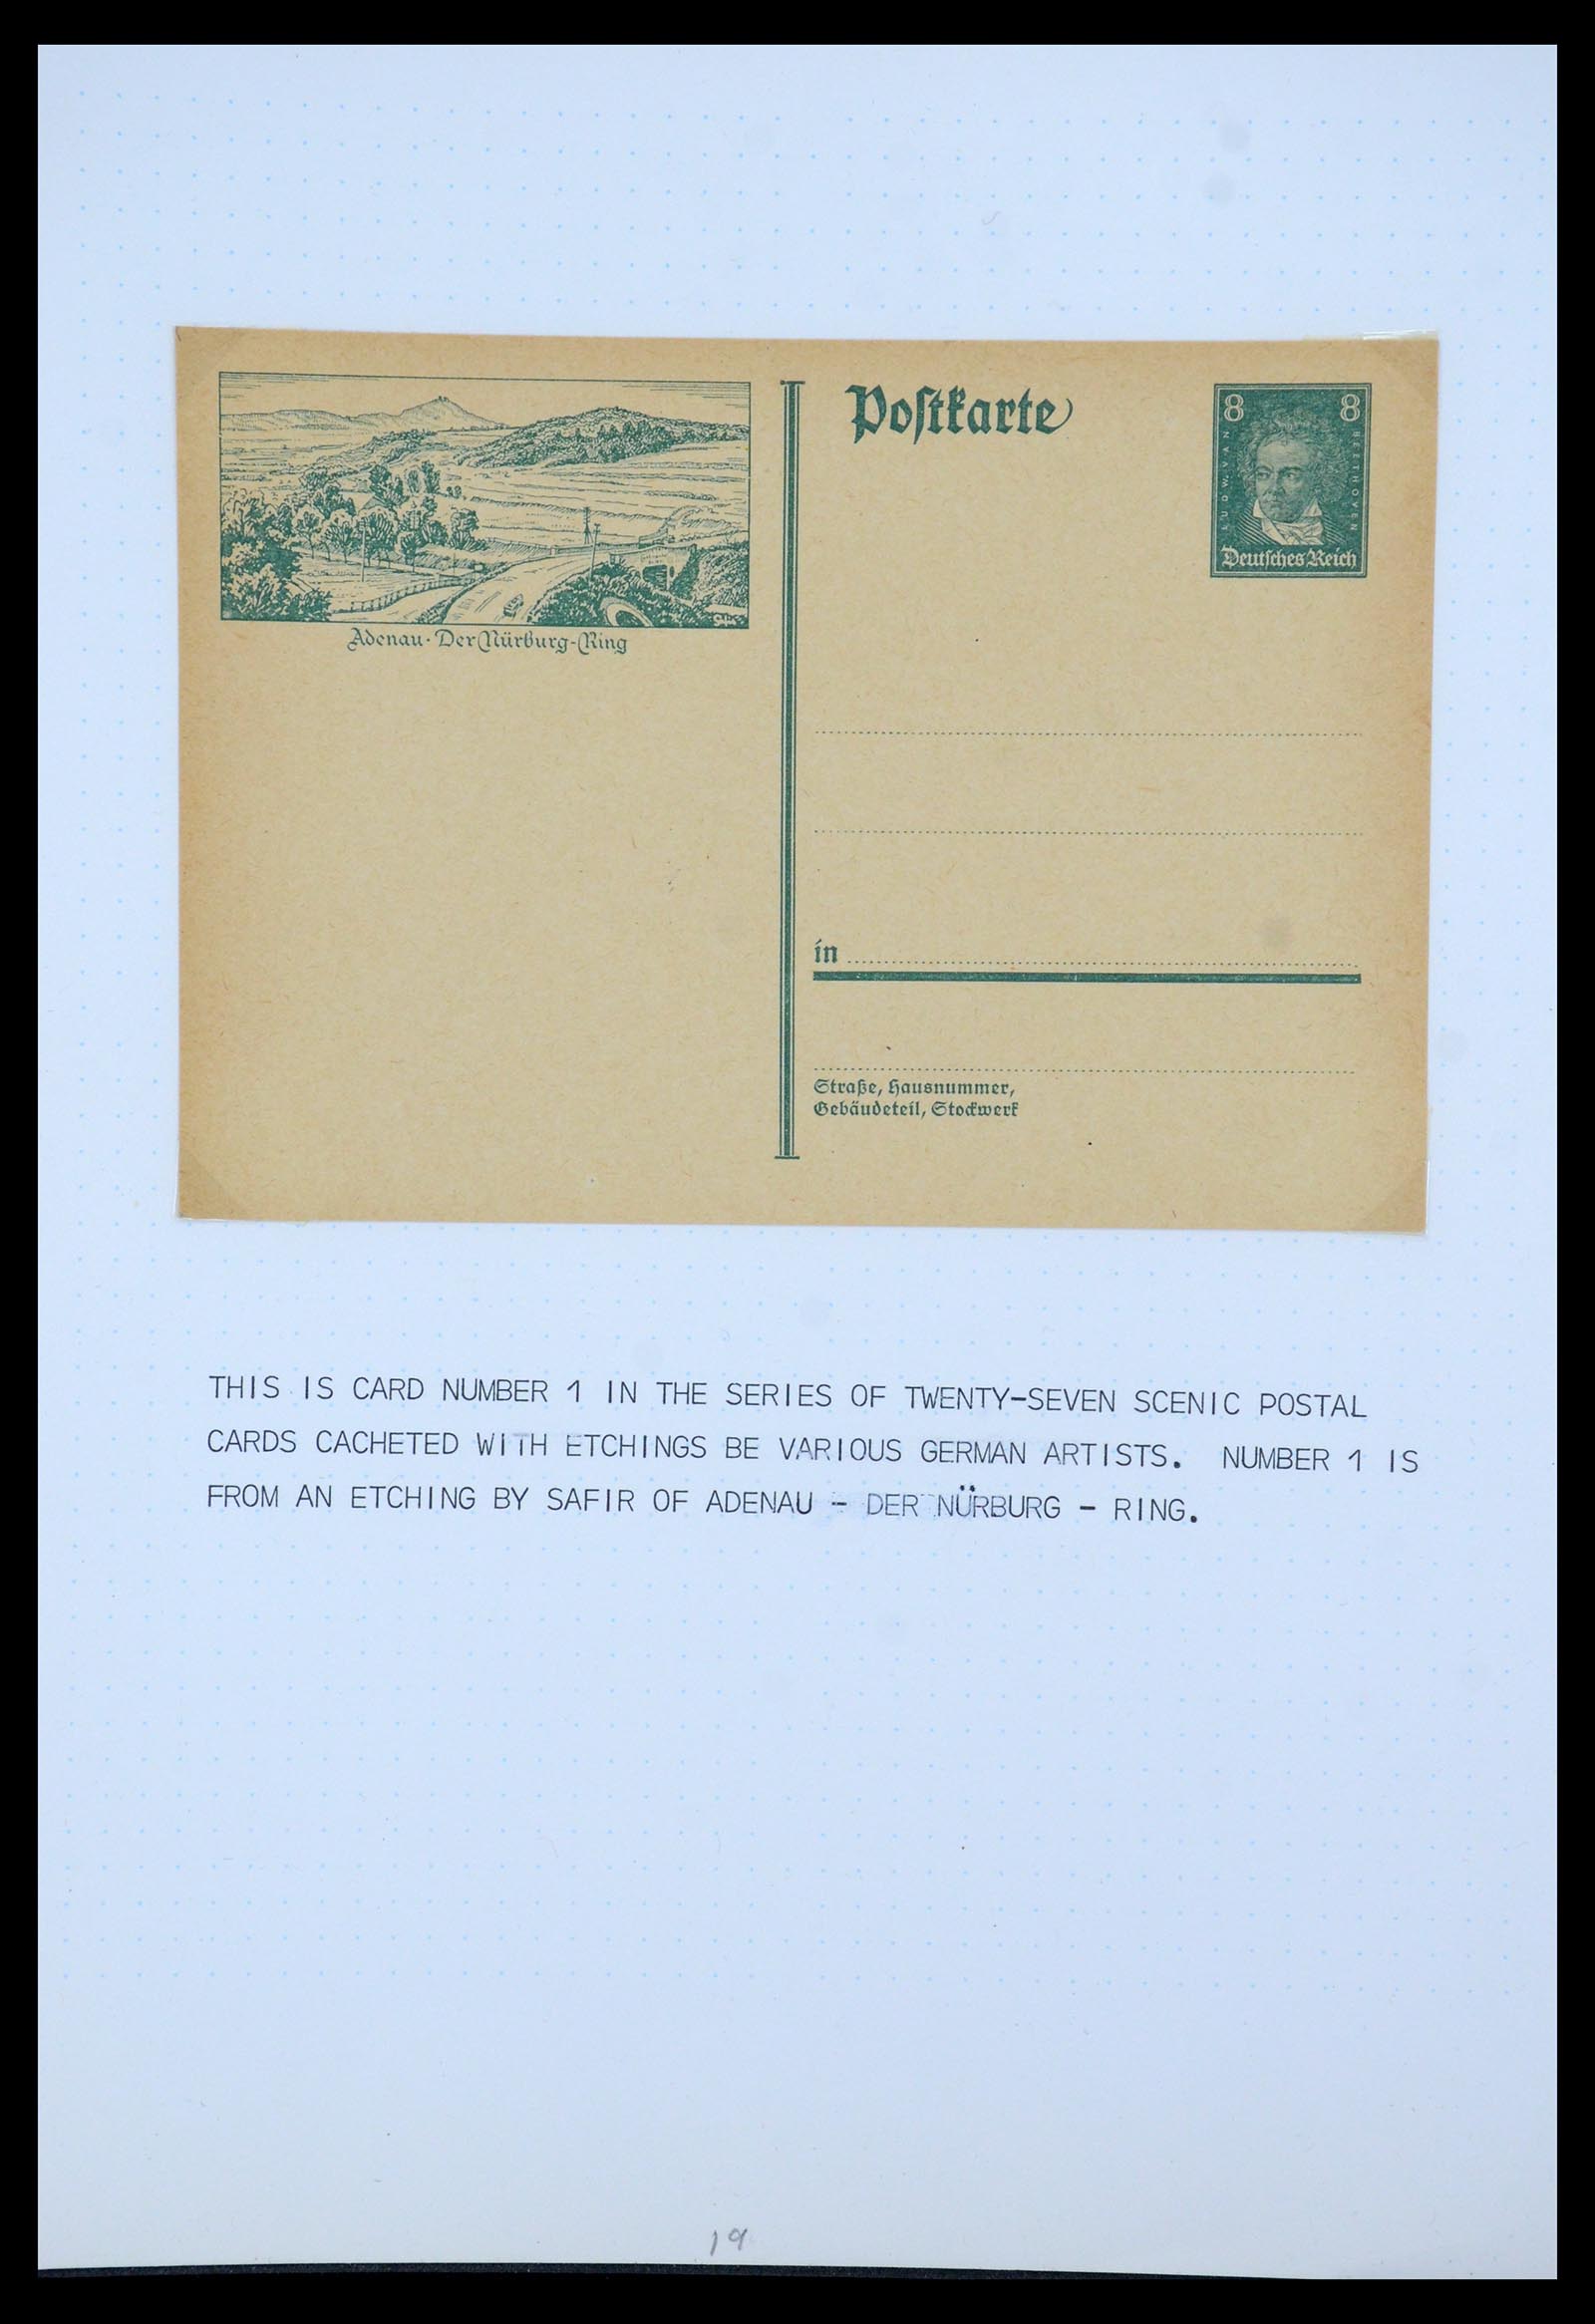 Postkarte
8 8
LUDW. VAN
BEETHOVEN
Deutsches Reich
Adenau · Der Nürburg-Ring
in
Straße, Hausnummer,
Gebäudeteil, Stockwerk
THIS IS CARD NUMBER 1 IN THE SERIES OF TWENTY-SEVEN SCENIC POSTAL
CARDS CACHETED WITH ETCHINGS BE VARIOUS GERMAN ARTISTS. NUMBER 1 IS
FROM AN ETCHING BY SAFIR OF ADENAU - DER NÜRBURG - RING.
19